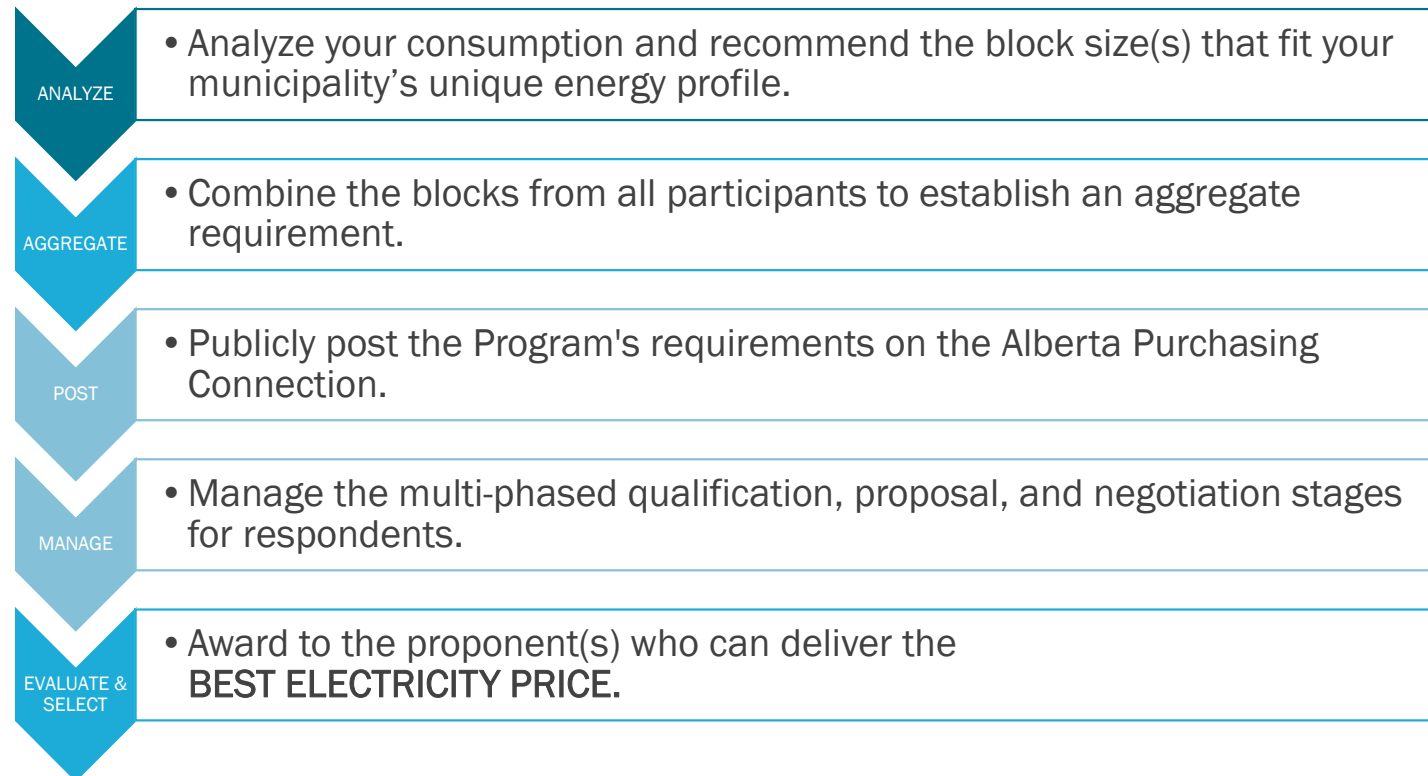 ANALYZE
• Analyze your consumption and recommend the block size(s) that fit your
municipality’s unique energy profile.
AGGREGATE
• Combine the blocks from all participants to establish an aggregate
requirement.
POST
• Publicly post the Program's requirements on the Alberta Purchasing
Connection.
MANAGE
• Manage the multi-phased qualification, proposal, and negotiation stages
for respondents.
EVALUATE &
SELECT
• Award to the proponent(s) who can deliver the
BEST ELECTRICITY PRICE.